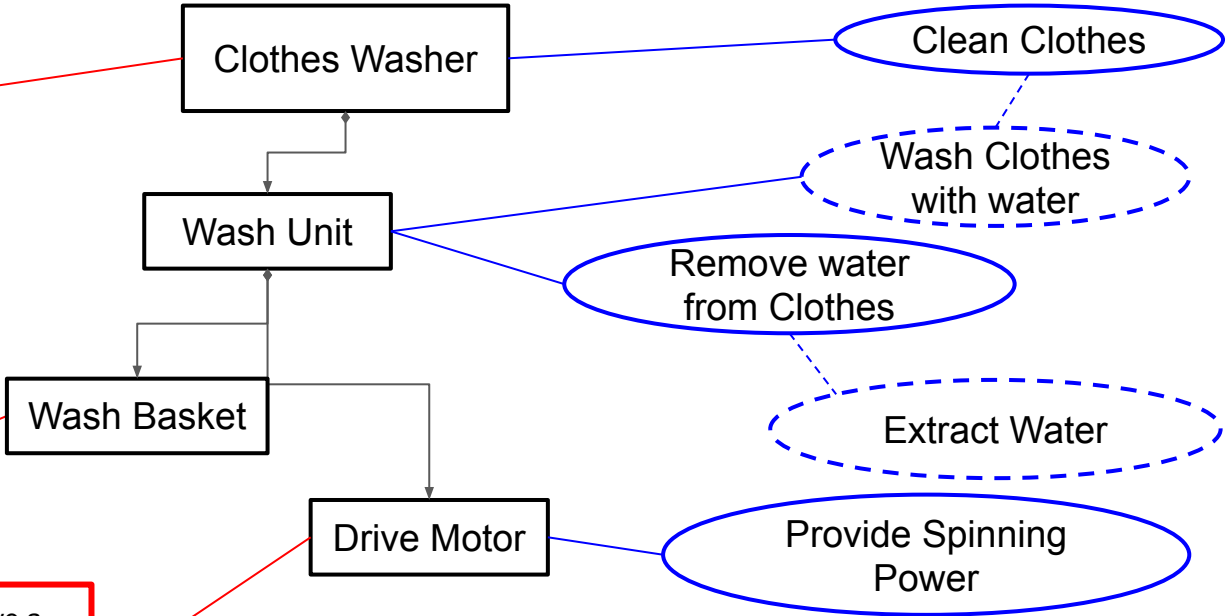 Clothes Washer
Clean Clothes
Wash Clothes
with water
Wash Unit
Remove water
from Clothes
Wash Basket
Extract Water
Drive Motor
Provide Spinning
Power